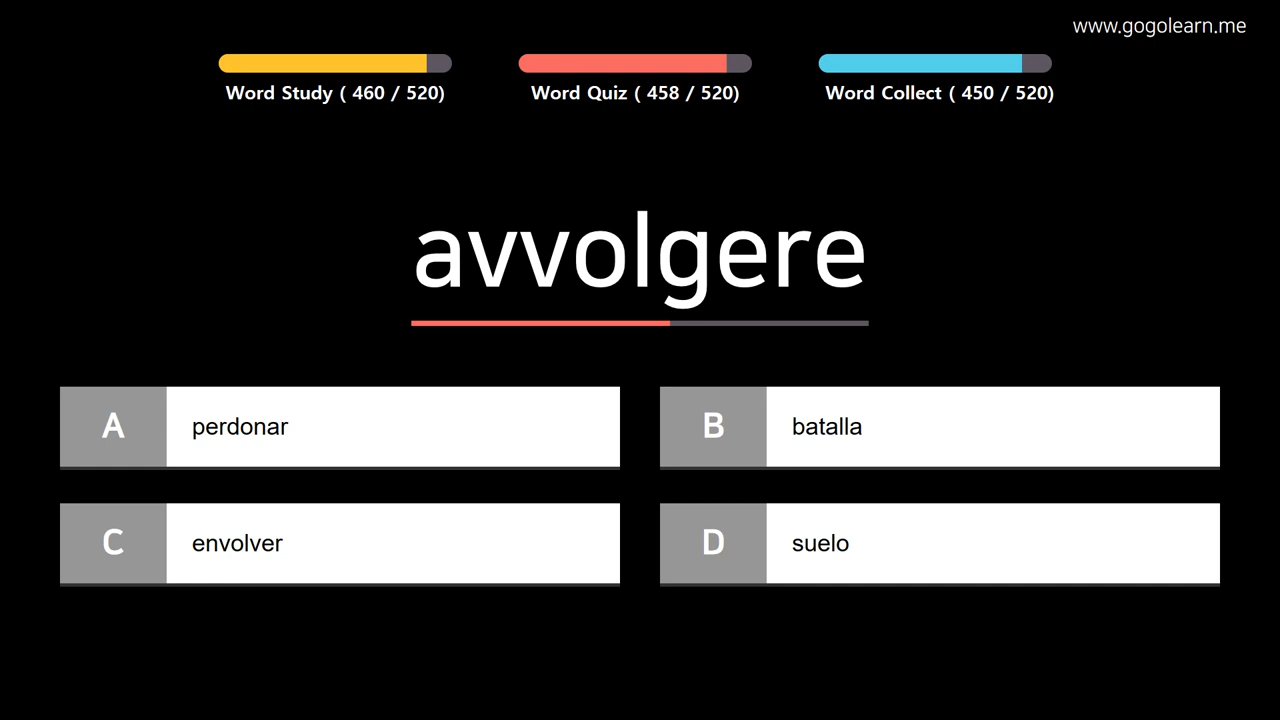 www.gogolearn.me
Word Study ( 460 / 520)
Word Quiz ( 458 / 520)
Word Collect ( 450 / 520)
avvolgere
A perdonar
B batalla
C envolver
D suelo